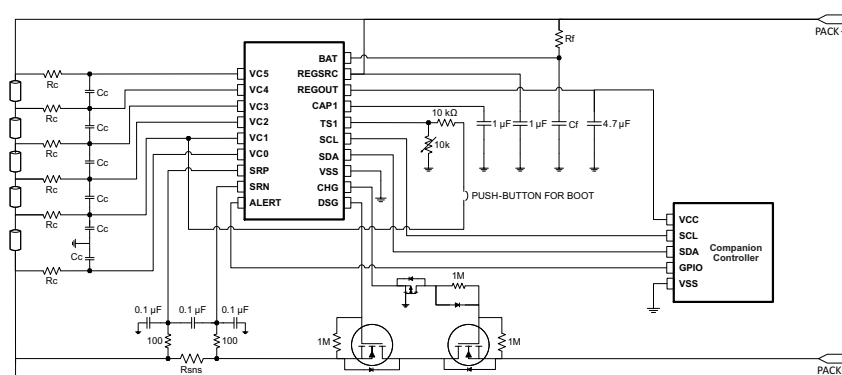 PACK+
Rf
BAT
REGSRC
REGOUT
CAP1
TS1
SCL
SDA
VSS
CHG
DSG
VC5
VC4
VC3
VC2
VC1
VC0
SRP
SRN
ALERT
Rc
Rc
Rc
Rc
Rc
Rc
Cc
Cc
Cc
Cc
Cc
Cc
10 kΩ
10k
1 µF
1 µF
Cf
4.7 µF
PUSH-BUTTON FOR BOOT
VCC
SCL
SDA
GPIO
VSS
Companion
Controller
0.1 µF
0.1 µF
0.1 µF
100
100
Rsns
1M
1M
1M
PACK-